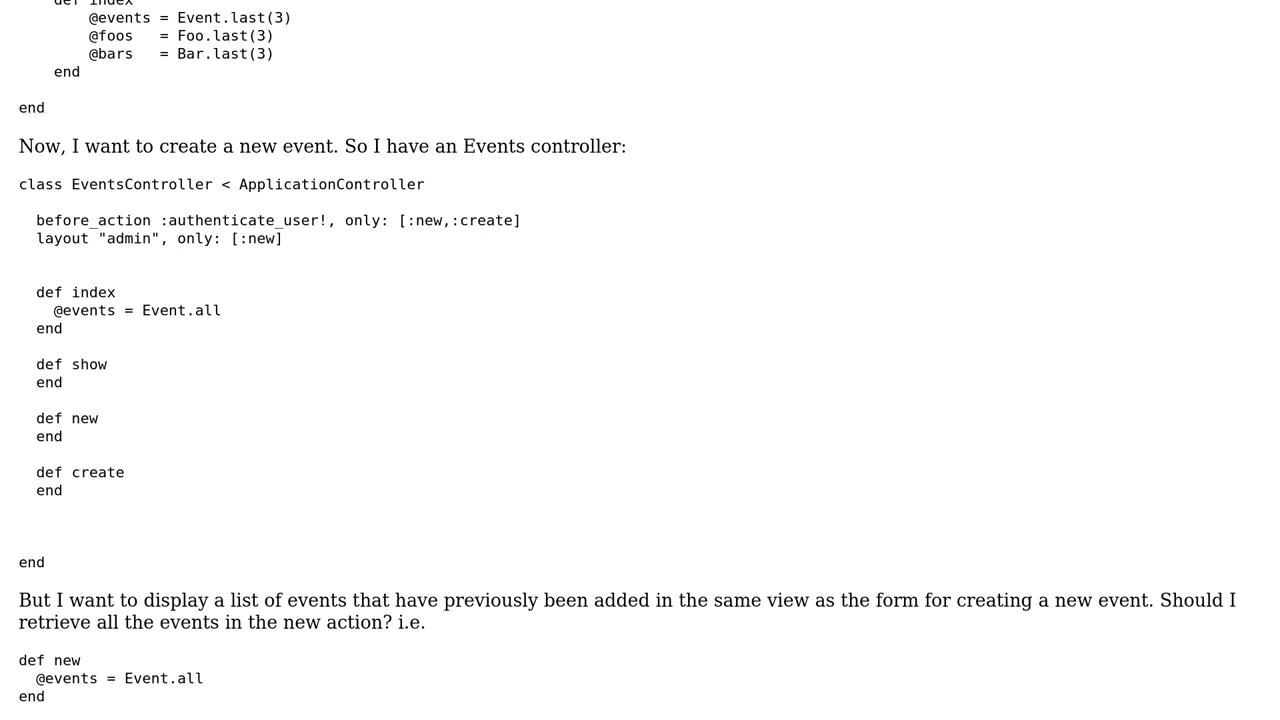 def index
@events = Event.last(3)
@foos   = Foo.last(3)
@bars   = Bar.last(3)
end
end
Now, I want to create a new event. So I have an Events controller:
class EventsController < ApplicationController
before_action :authenticate_user!, only: [:new,:create]
layout "admin", only: [:new]
def index
@events = Event.all
end
def show
end
def new
end
def create
end
end
But I want to display a list of events that have previously been added in the same view as the form for creating a new event. Should I
retrieve all the events in the new action? i.e.
def new
@events = Event.all
end